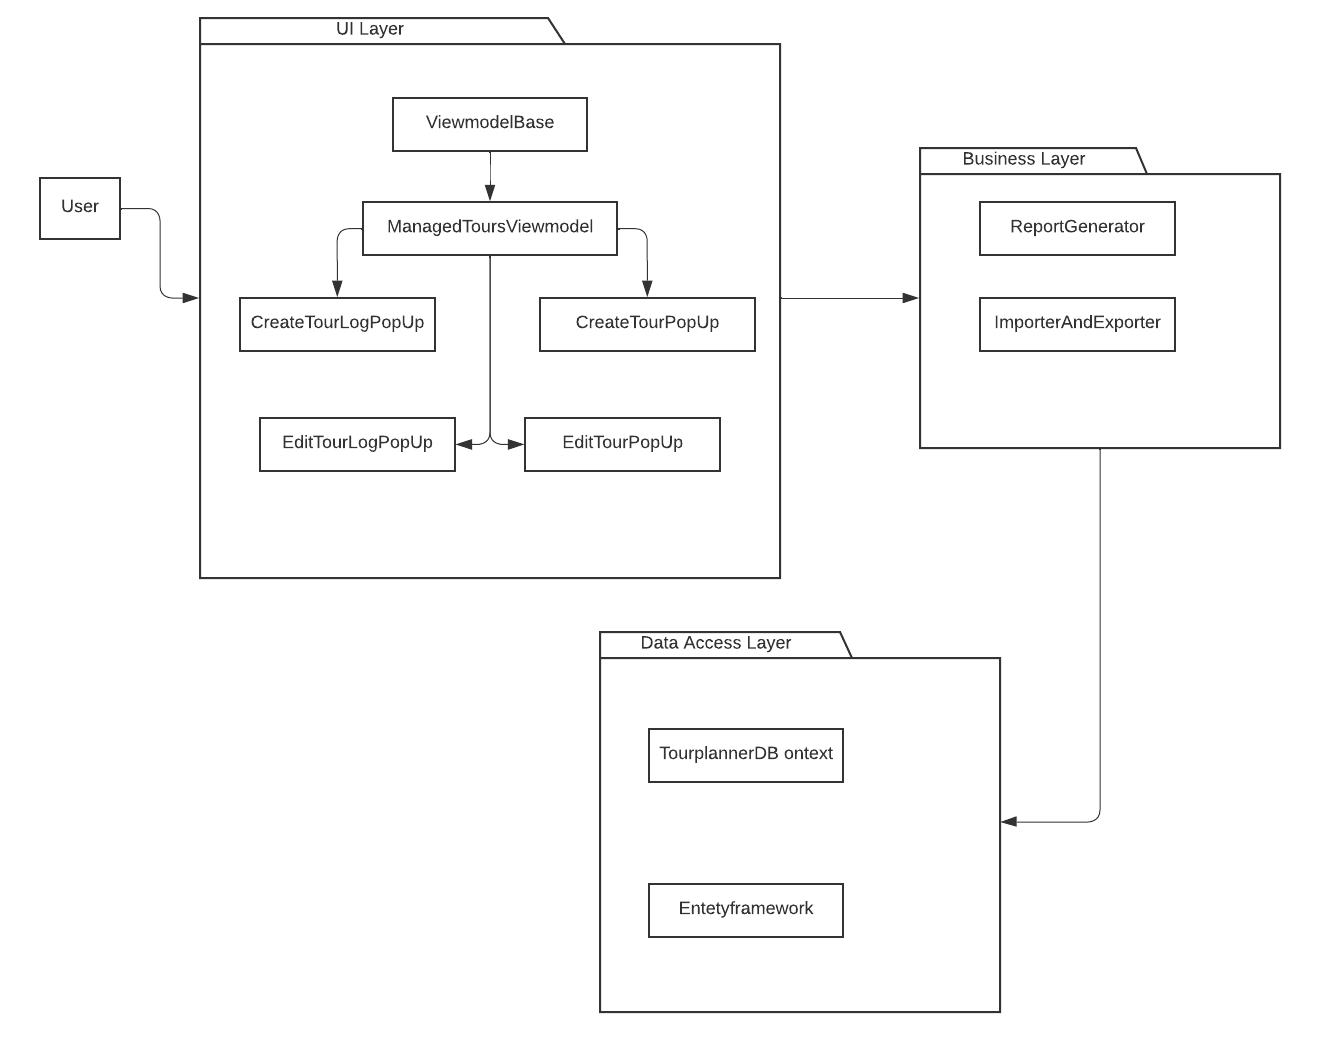 UI Layer
ViewmodelBase
User
ManagedToursViewmodel
CreateTourLogPopUp
CreateTourPopUp
EditTourLogPopUp
EditTourPopUp
Business Layer
ReportGenerator
ImporterAndExporter
Data Access Layer
TourplannerDB ontext
Entetyframework